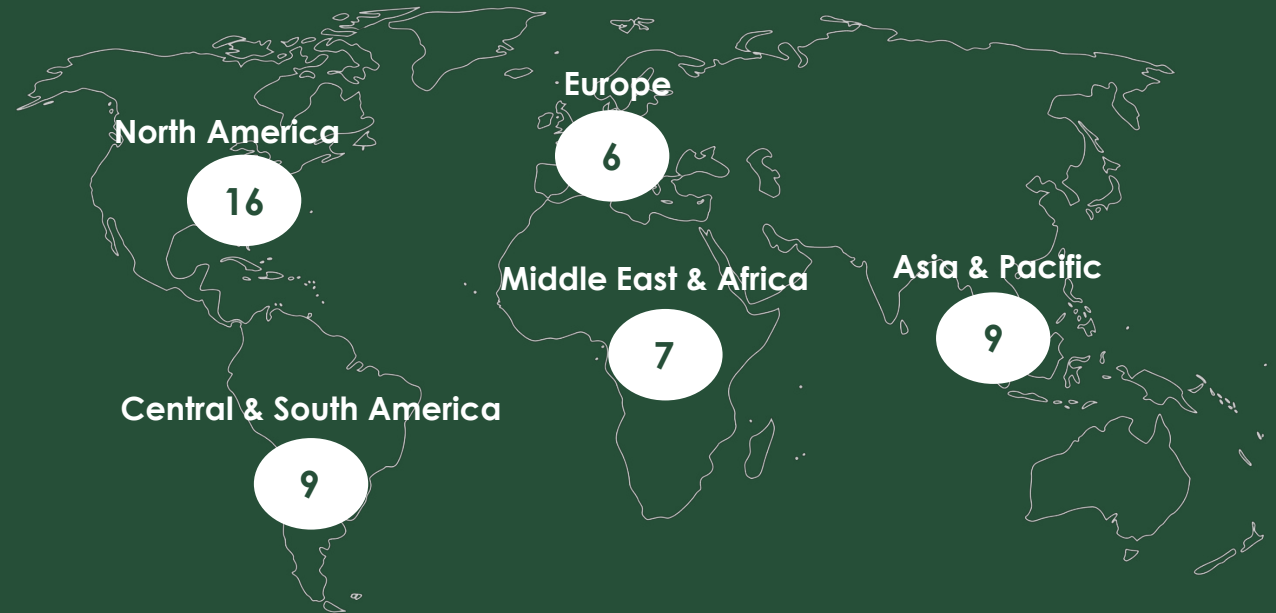 Europe
6
North America
16
Middle East & Africa
7
Asia & Pacific
9
Central & South America
9